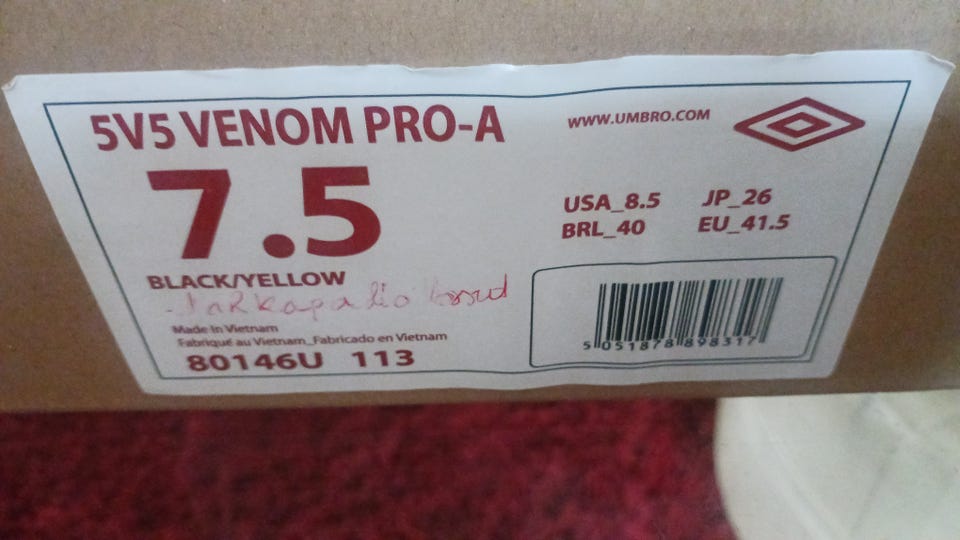 5V5 VENOM PRO-A
WWW.UMBRO.COM
7.5
USA_8.5 JP_26
BRL_40 EU_41.5
BLACK/YELLOW
Made In Vietnam
Fabriqué au Vietnam_Fabricado en Vietnam
80146U 113
5 051878 898317